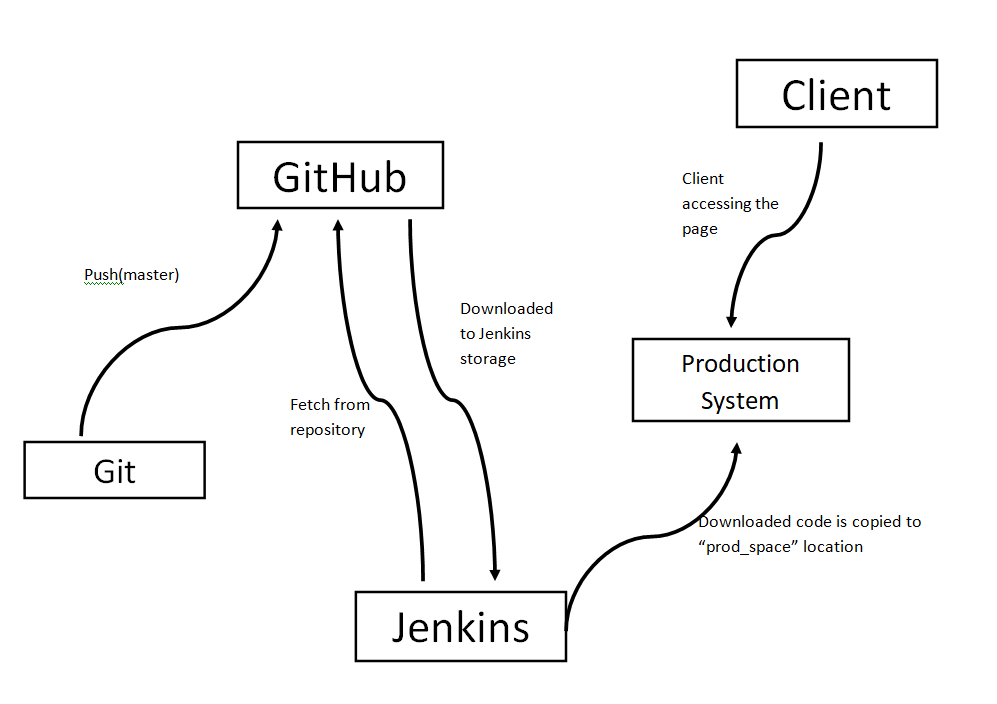 Client
GitHub
Client
accessing the
page
Push(master)
Downloaded
to Jenkins
storage
Production
System
Fetch from
repository
Git
Downloaded code is copied to
“prod_space” location
Jenkins